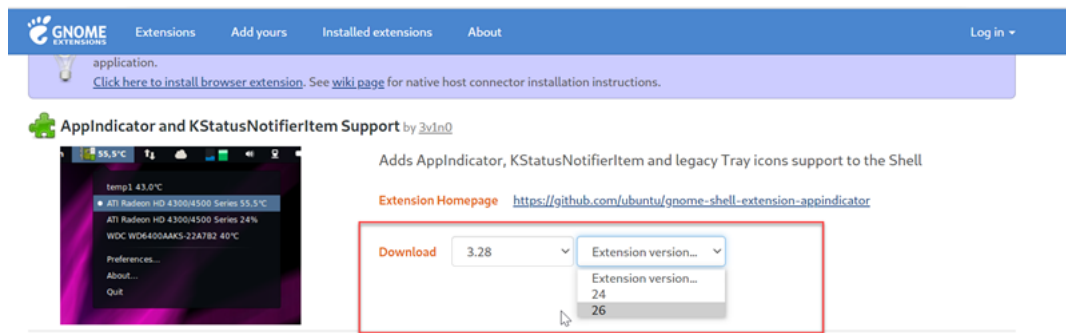 GNOME EXTENSIONS Extensions Add yours Installed extensions About Log in
application.
Click here to install browser extension. See wiki page for native host connector installation instructions.
AppIndicator and KStatusNotifierItem Support by 3v1n0
55,5°C
temp1 43,0°C
ATI Radeon HD 4300/4500 Series 55,5°C
ATI Radeon HD 4300/4500 Series 24%
WDC WD6400AAKS-22A7B2 40°C
Preferences...
About...
Quit
Adds AppIndicator, KStatusNotifierItem and legacy Tray icons support to the Shell
Extension Homepage https://github.com/ubuntu/gnome-shell-extension-appindicator
Download 3.28 Extension version...
Extension version...
24
26